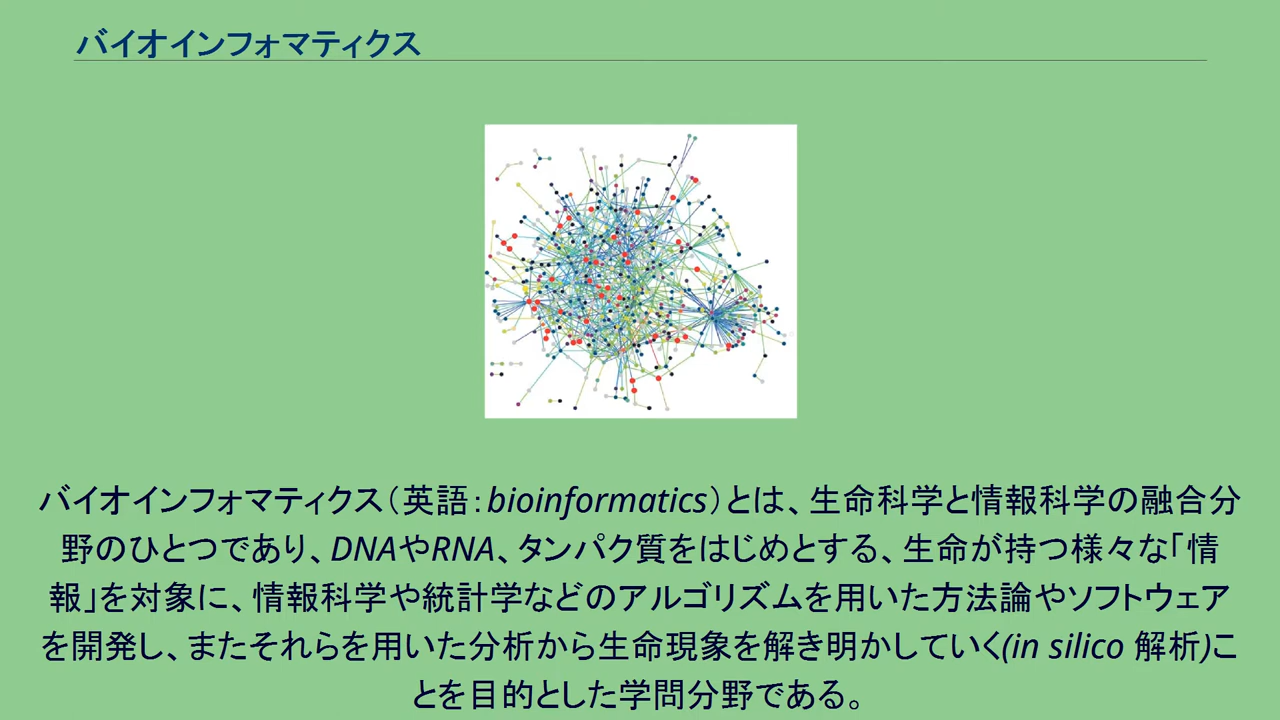 バイオインフォマティクス
バイオインフォマティクス（英語：bioinformatics）とは、生命科学と情報科学の融合分
野のひとつであり、DNAやRNA、タンパク質をはじめとする、生命が持つ様々な「情
報」を対象に、情報科学や統計学などのアルゴリズムを用いた方法論やソフトウェア
を開発し、またそれらを用いた分析から生命現象を解き明かしていく(in silico 解析)こ
とを目的とした学問分野である。